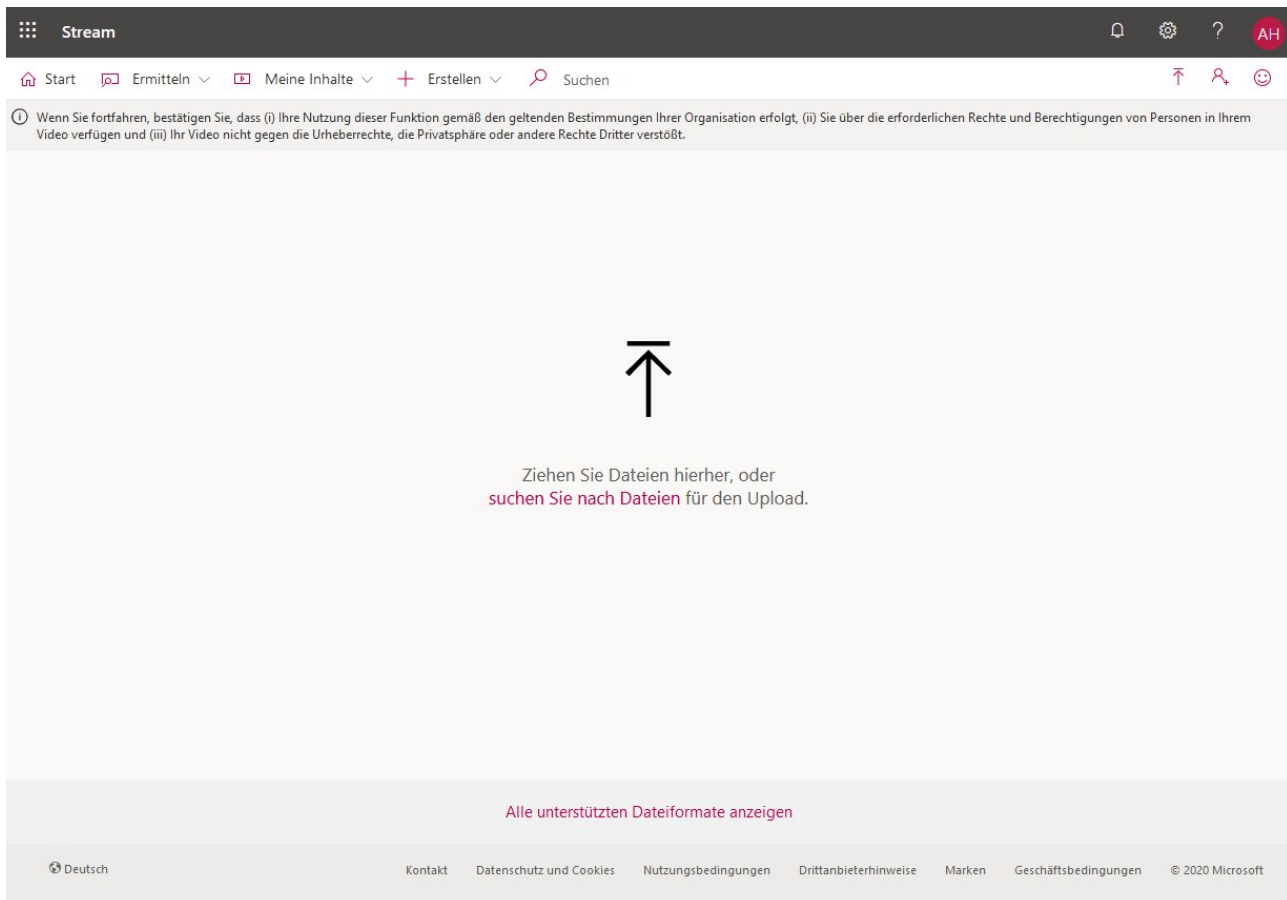 Stream
?
AH
Start Ermitteln Meine Inhalte Erstellen Suchen
Wenn Sie fortfahren, bestätigen Sie, dass (i) Ihre Nutzung dieser Funktion gemäß den geltenden Bestimmungen Ihrer Organisation erfolgt, (ii) Sie über die erforderlichen Rechte und Berechtigungen von Personen in Ihrem
Video verfügen und (iii) Ihr Video nicht gegen die Urheberrechte, die Privatsphäre oder andere Rechte Dritter verstößt.
Ziehen Sie Dateien hierher, oder
suchen Sie nach Dateien für den Upload.
Alle unterstützten Dateiformate anzeigen
Deutsch Kontakt Datenschutz und Cookies Nutzungsbedingungen Drittanbieterhinweise Marken Geschäftsbedingungen © 2020 Microsoft